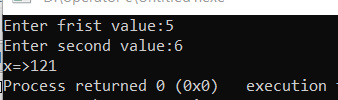 Enter frist value:5
Enter second value:6
x=>121
Process returned 0 (0x0) execution